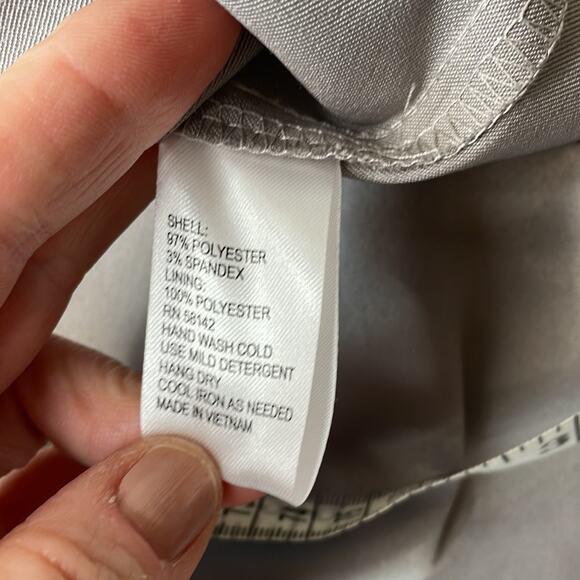 SHELL:
97% POLYESTER
3% SPANDEX
LINING:
100% POLYESTER
RN 58142
HAND WASH COLD
USE MILD DETERGENT
HANG DRY
COOL IRON AS NEEDED
MADE IN VIETNAM